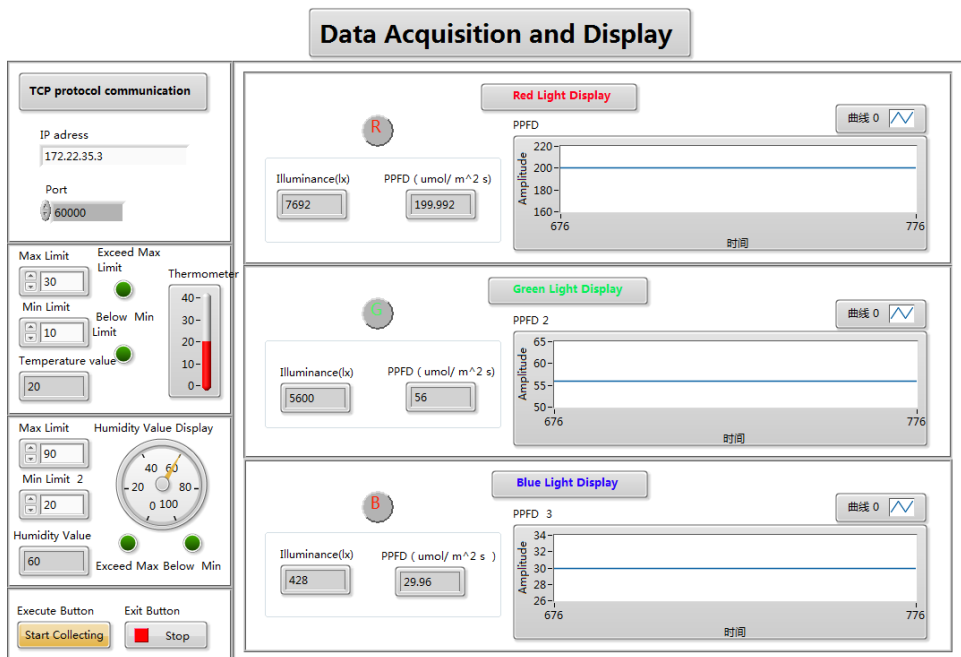 Data Acquisition and Display
TCP protocol communication
IP adress
172.22.35.3
Port
60000
Max Limit
Exceed Max
Limit
30
Thermometer
Min Limit
Below Min
Limit
10
Temperature value
20
40
30
20
10
0
Max Limit
Humidity Value Display
90
Min Limit 2
20
Humidity Value
60
0
20
40
60
80
100
Exceed Max
Below Min
Execute Button
Exit Button
Start Collecting
Stop
Red Light Display
R
Illuminance(lx)
PPFD ( umol/ m^2 s)
7692
199.992
PPFD
曲线 0
Amplitude
220
200
180
160
676
776
时间
Green Light Display
G
Illuminance(lx)
PPFD ( umol/ m^2 s)
5600
56
PPFD 2
曲线 0
Amplitude
65
60
55
50
676
776
时间
Blue Light Display
B
Illuminance(lx)
PPFD ( umol/ m^2 s )
428
29.96
PPFD 3
曲线 0
Amplitude
34
32
30
28
26
676
776
时间